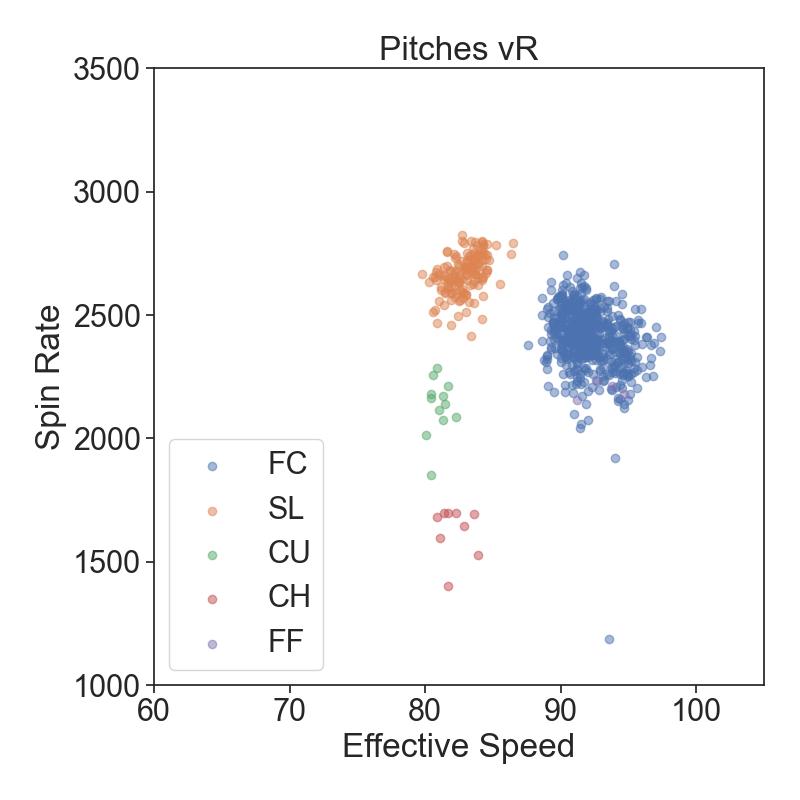 Pitches vR
3500
3000
2500
2000
1500
1000
Spin Rate
FC
SL
CU
CH
FF
60 70 80 90 100
Effective Speed